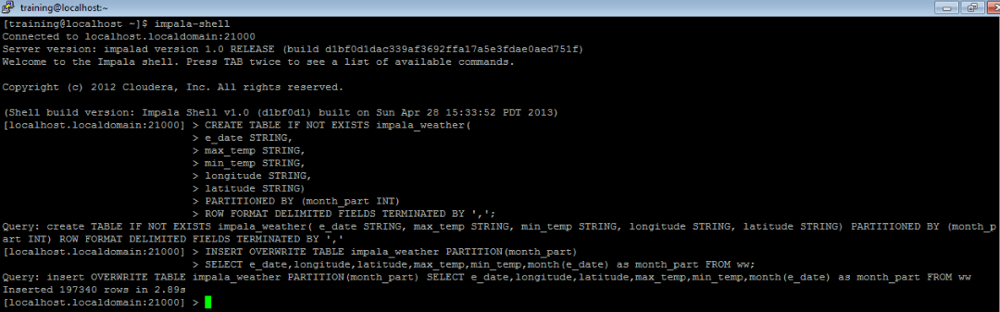 training@localhost:~
[training@localhost ~]$ impala-shell
Connected to localhost.localdomain:21000
Server version: impalad version 1.0 RELEASE (build d1bf0d1dac339af3692ffa17a5e3fdae0aed751f)
Welcome to the Impala shell. Press TAB twice to see a list of available commands.
Copyright (c) 2012 Cloudera, Inc. All rights reserved.
(Shell build version: Impala Shell v1.0 (d1bf0d1) built on Sun Apr 28 15:33:52 PDT 2013)
[localhost.localdomain:21000] > CREATE TABLE IF NOT EXISTS impala_weather(
> e_date STRING,
> max_temp STRING,
> min_temp STRING,
> longitude STRING,
> latitude STRING)
> PARTITIONED BY (month_part INT)
> ROW FORMAT DELIMITED FIELDS TERMINATED BY ',';
Query: create TABLE IF NOT EXISTS impala_weather( e_date STRING, max_temp STRING, min_temp STRING, longitude STRING, latitude STRING) PARTITIONED BY (month_p
art INT) ROW FORMAT DELIMITED FIELDS TERMINATED BY ','
[localhost.localdomain:21000] > INSERT OVERWRITE TABLE impala_weather PARTITION(month_part)
> SELECT e_date,longitude,latitude,max_temp,min_temp,month(e_date) as month_part FROM ww;
Query: insert OVERWRITE TABLE impala_weather PARTITION(month_part) SELECT e_date,longitude,latitude,max_temp,min_temp,month(e_date) as month_part FROM ww
Inserted 197340 rows in 2.89s
[localhost.localdomain:21000] >